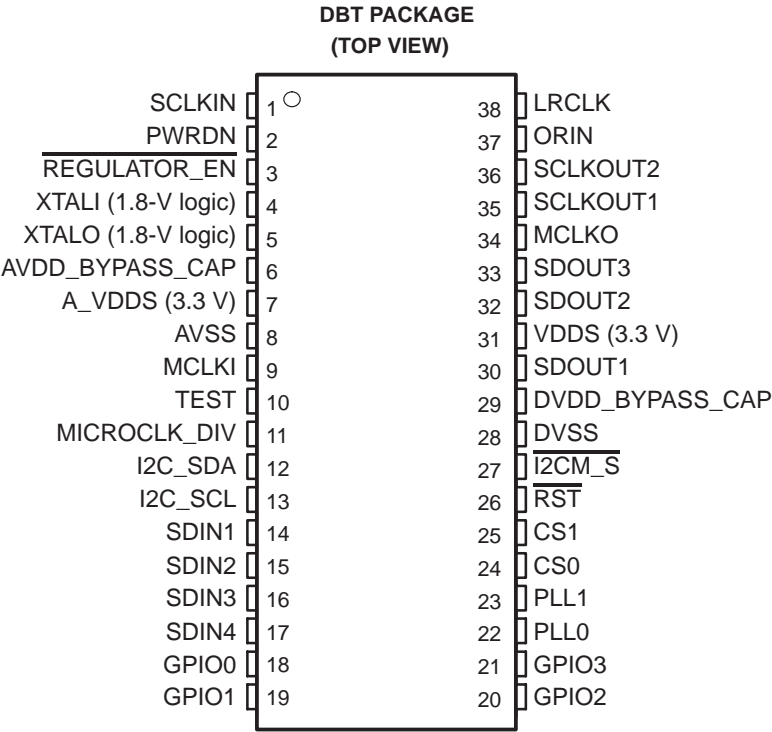 DBT PACKAGE
(TOP VIEW)
SCLKIN 1 38 LRCLK
PWRDN 2 37 ORIN
REGULATOR_EN 3 36 SCLKOUT2
XTALI (1.8-V logic) 4 35 SCLKOUT1
XTALO (1.8-V logic) 5 34 MCLKO
AVDD_BYPASS_CAP 6 33 SDOUT3
A_VDDS (3.3 V) 7 32 SDOUT2
AVSS 8 31 VDDS (3.3 V)
MCLKI 9 30 SDOUT1
TEST 10 29 DVDD_BYPASS_CAP
MICROCLK_DIV 11 28 DVSS
I2C_SDA 12 27 I2CM_S
I2C_SCL 13 26 RST
SDIN1 14 25 CS1
SDIN2 15 24 CS0
SDIN3 16 23 PLL1
SDIN4 17 22 PLL0
GPIO0 18 21 GPIO3
GPIO1 19 20 GPIO2